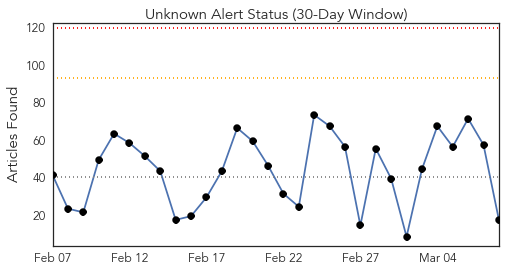 Unknown Alert Status (30-Day Window)
120
100
80
60
40
20
Articles Found
Feb 07 Feb 12 Feb 17 Feb 22 Feb 27 Mar 04